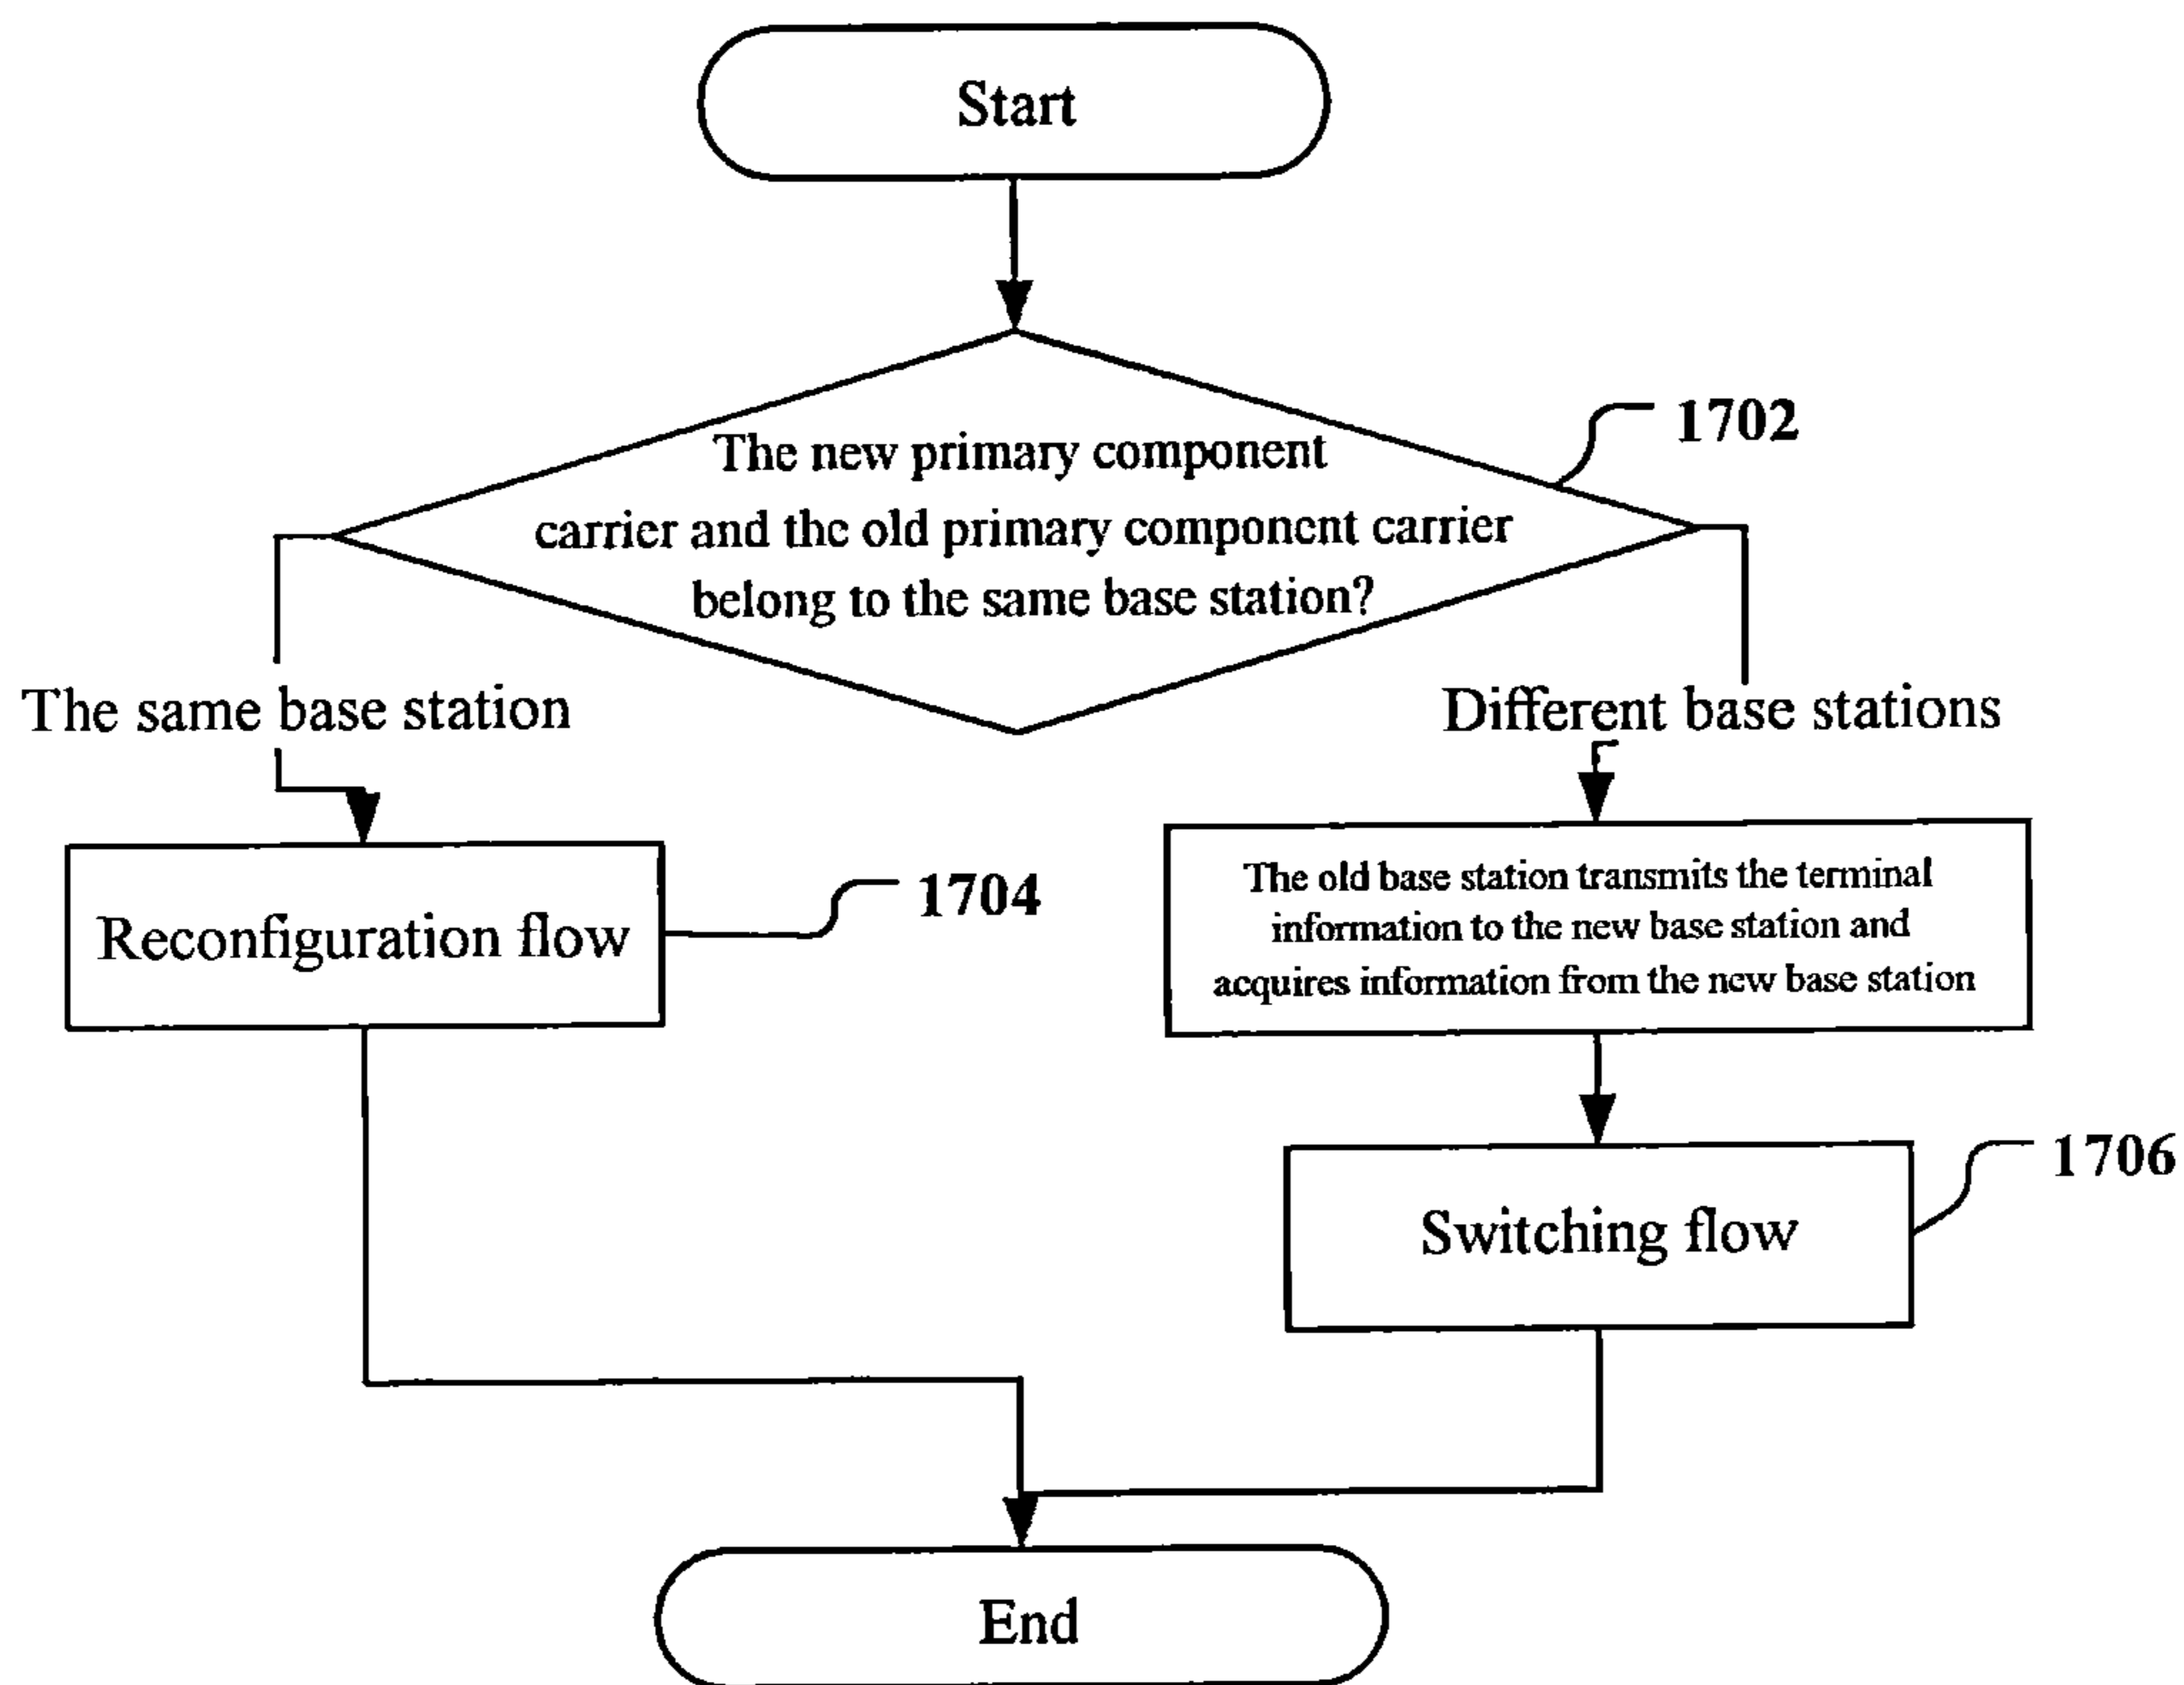 Start
1702
The new primary component
carrier and the old primary component carrier
belong to the same base station?
The same base station
Different base stations
Reconfiguration flow
1704
The old base station transmits the terminal
information to the new base station and
acquires information from the new base station
1706
Switching flow
End